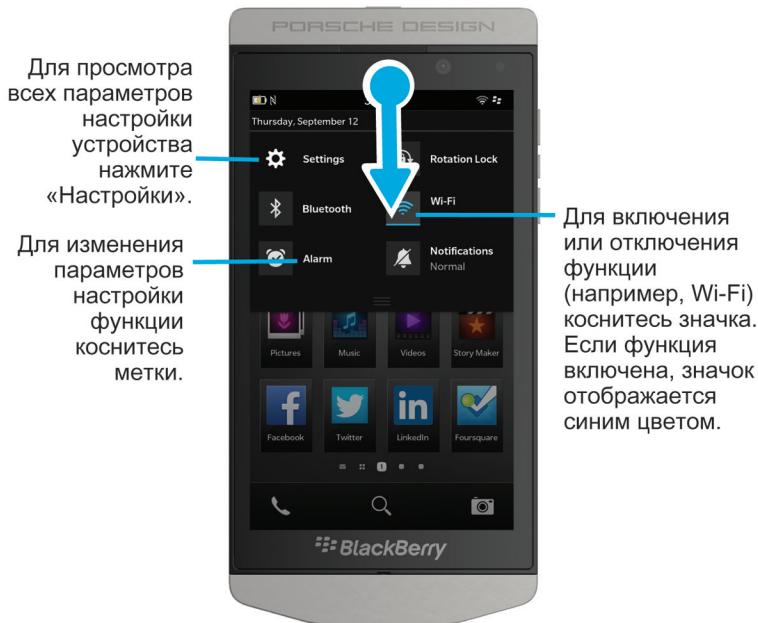 PORSCHE DESIGN
Для просмотра
всех параметров
настройки
устройства
нажмите
«Настройки».
Для изменения
параметров
настройки
функции
коснитесь
метки.
Thursday, September 12
Settings
Rotation Lock
Bluetooth
Wi-Fi
Alarm
Notifications
Normal
Pictures
Music
Videos
Story Maker
Facebook
Twitter
LinkedIn
Foursquare
1
BlackBerry
Для включения
или отключения
функции
(например, Wi-Fi)
коснитесь значка.
Если функция
включена, значок
отображается
синим цветом.